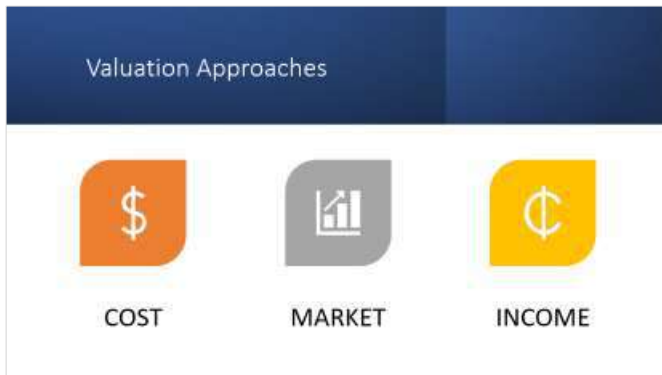 Valuation Approaches
$
₵
COST
MARKET
INCOME